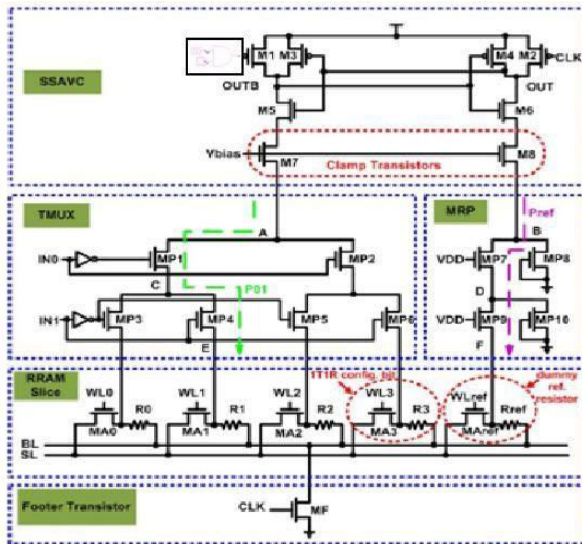 M1 M3 M4 M2
CLK
SSAVC
OUTB OUT
M5 M6
Vbias
M7 M8
Clamp Transistors
TMUX MRP
Pref
A B
IN0 MP1 MP2 VDD MP7 MP8
C P01 D
IN1 MP3 MP4 MP5 MP6 VDD MP9 MP10
E F
RRAM Slice
1T1R config. bit
dummy ref. resistor
WL0 WL1 WL2 WL3 WLref
R0 R1 R2 R3 Rref
MA0 MA1 MA2 MA3 MAref
BL
SL
CLK MF
Footer Transistor